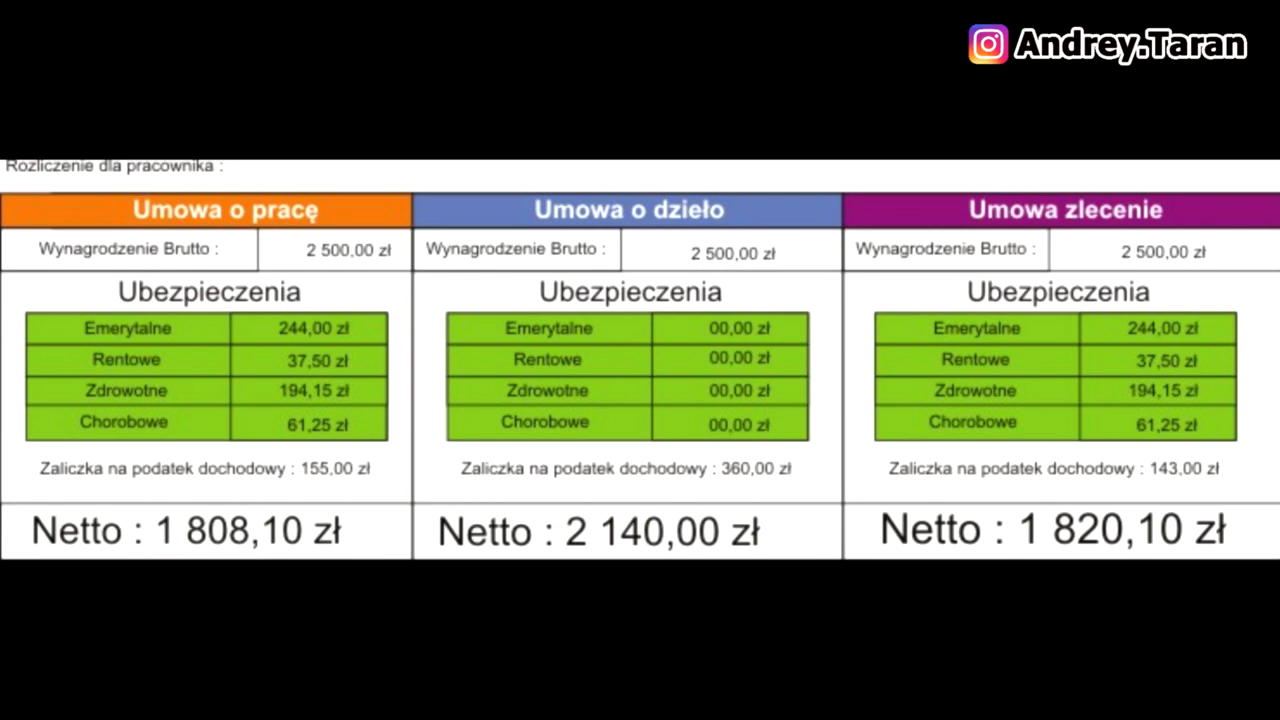 Andrey.Taran
Rozliczenie dla pracownika :
Umowa o pracę
Wynagrodzenie Brutto : 2 500,00 zł
Ubezpieczenia
Emerytalne 244,00 zł
Rentowe 37,50 zł
Zdrowotne 194,15 zł
Chorobowe 61,25 zł
Zaliczka na podatek dochodowy : 155,00 zł
Netto : 1 808,10 zł
Umowa o dzieło
Wynagrodzenie Brutto : 2 500,00 zł
Ubezpieczenia
Emerytalne 00,00 zł
Rentowe 00,00 zł
Zdrowotne 00,00 zł
Chorobowe 00,00 zł
Zaliczka na podatek dochodowy : 360,00 zł
Netto : 2 140,00 zł
Umowa zlecenie
Wynagrodzenie Brutto : 2 500,00 zł
Ubezpieczenia
Emerytalne 244,00 zł
Rentowe 37,50 zł
Zdrowotne 194,15 zł
Chorobowe 61,25 zł
Zaliczka na podatek dochodowy : 143,00 zł
Netto : 1 820,10 zł